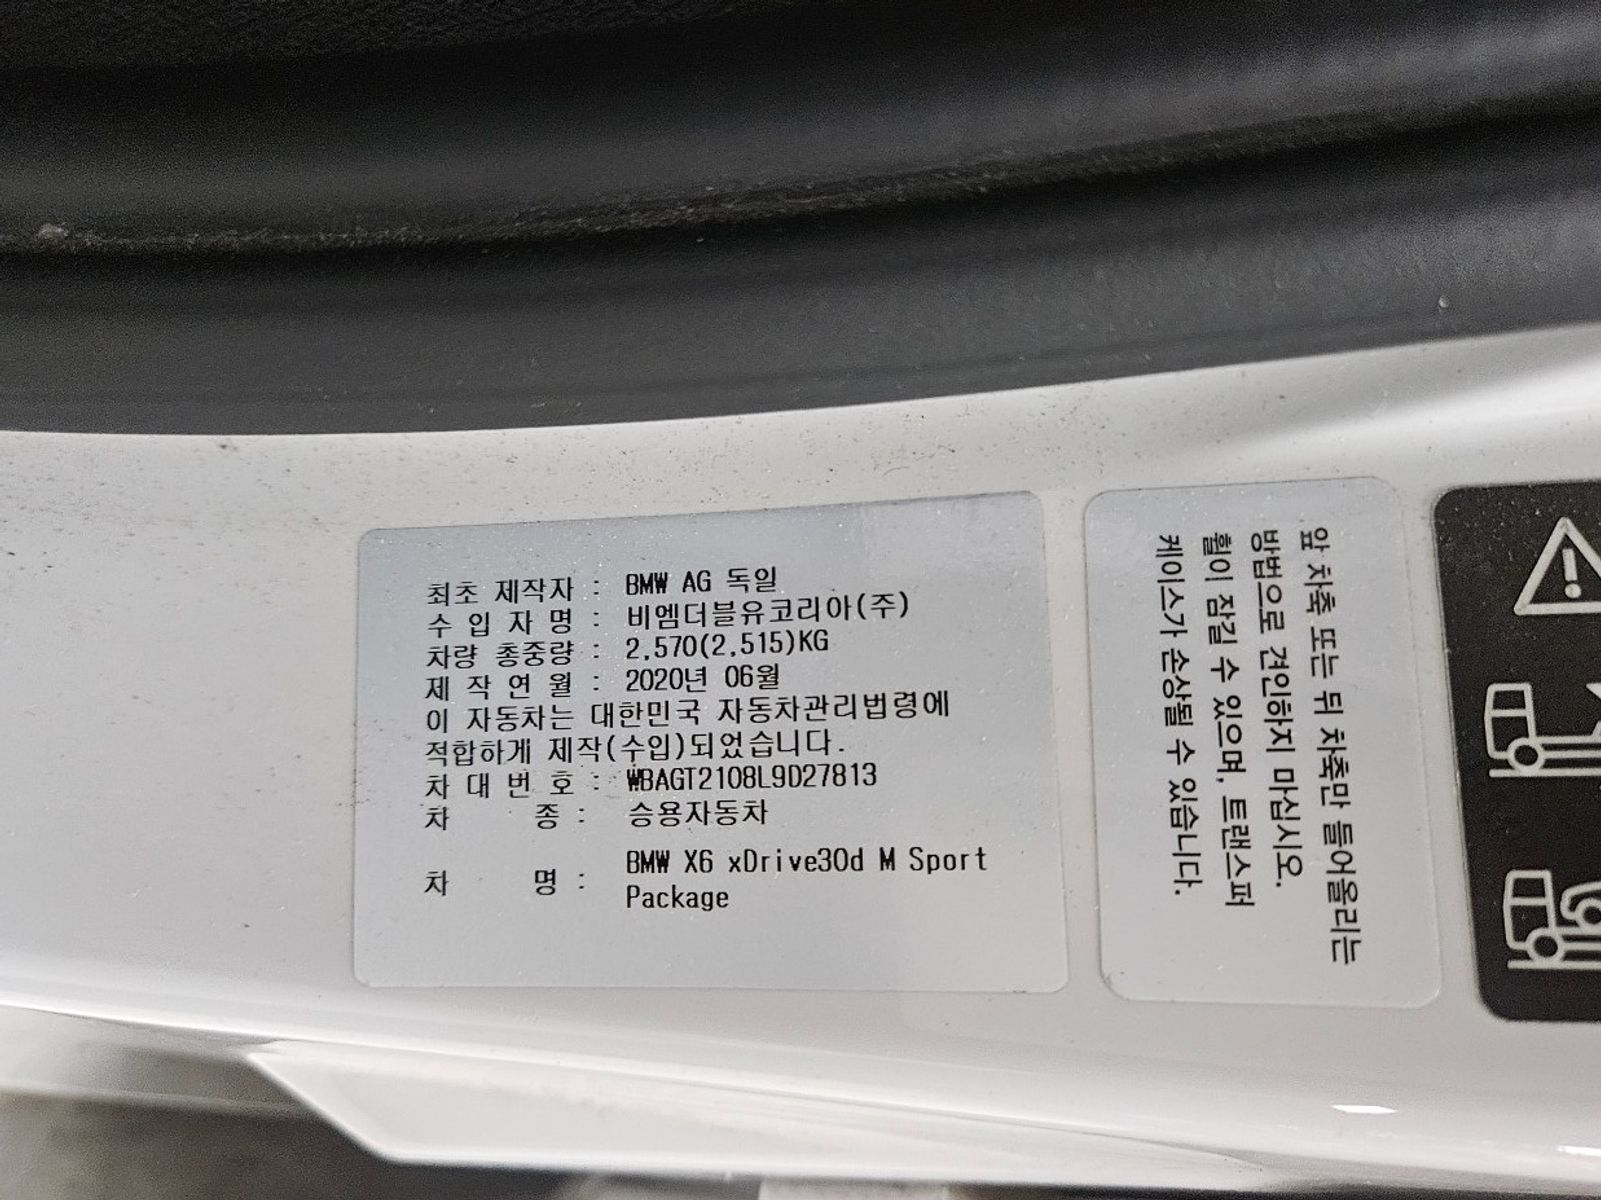 최초 제작자 : BMW AG 독일
수 입 자 명 : 비엠더블유코리아(주)
차량 총중량 : 2,570(2,515)KG
제 작 연 월 : 2020년 06월
이 자동차는 대한민국 자동차관리법령에
적합하게 제작(수입)되었습니다.
차 대 번 호 : WBAGT2108L9D27813
차 종 : 승용자동차
차 명 : BMW X6 xDrive30d M Sport
Package
앞 차축 또는 뒤 차축만 들어올리는
방법으로 견인하지 마십시오.
휠이 잠길 수 있으며, 트랜스퍼
케이스가 손상될 수 있습니다.